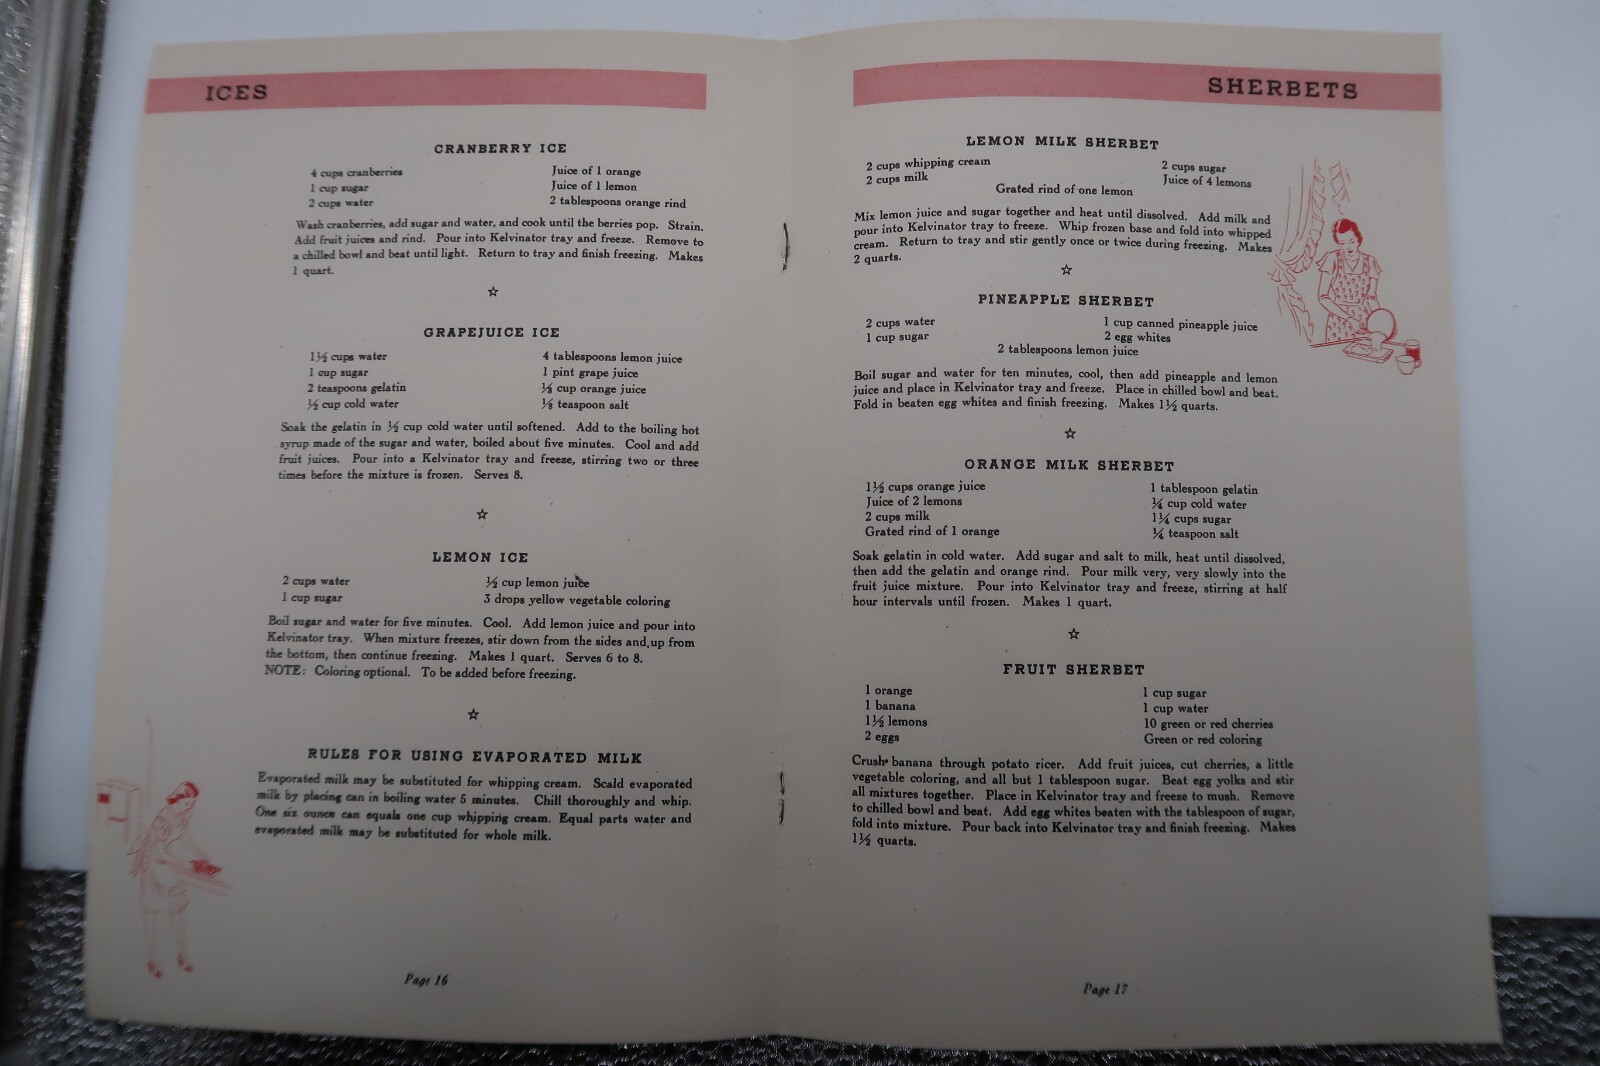 ICES
CRANBERRY ICE
4 cups cranberries Juice of 1 orange
1 cup sugar Juice of 1 lemon
2 cups water 2 tablespoons orange rind
Wash cranberries, add sugar and water, and cook until the berries pop. Strain.
Add fruit juices and rind. Pour into Kelvinator tray and freeze. Remove to
a chilled bowl and beat until light. Return to tray and finish freezing. Makes
1 quart.
☆
GRAPEJUICE ICE
1½ cups water 4 tablespoons lemon juice
1 cup sugar 1 pint grape juice
2 teaspoons gelatin cup orange juice
½ cup cold water ⅛ teaspoon salt
Soak the gelatin in ½ cup cold water until softened. Add to the boiling hot
syrup made of the sugar and water, boiled about five minutes. Cool and add
fruit juices. Pour into a Kelvinator tray and freeze, stirring two or three
times before the mixture is frozen. Serves 8.
☆
LEMON ICE
2 cups water ½ cup lemon juice
1 cup sugar 3 drops yellow vegetable coloring
Boil sugar and water for five minutes. Cool. Add lemon juice and pour into
Kelvinator tray. When mixture freezes, stir down from the sides and up from
the bottom, then continue freezing. Makes 1 quart. Serves 6 to 8.
NOTE: Coloring optional. To be added before freezing.
☆
RULES FOR USING EVAPORATED MILK
Evaporated milk may be substituted for whipping cream. Scald evaporated
milk by placing can in boiling water 5 minutes. Chill thoroughly and whip.
One six ounce can equals one cup whipping cream. Equal parts water and
evaporated milk may be substituted for whole milk.
Page 16
SHERBETS
LEMON MILK SHERBET
2 cups whipping cream 2 cups sugar
2 cups milk Juice of 4 lemons
Grated rind of one lemon
Mix lemon juice and sugar together and heat until dissolved. Add milk and
pour into Kelvinator tray to freeze. Whip frozen base and fold into whipped
cream. Return to tray and stir gently once or twice during freezing. Makes
2 quarts.
☆
PINEAPPLE SHERBET
2 cups water 1 cup canned pineapple juice
1 cup sugar 2 egg whites
2 tablespoons lemon juice
Boil sugar and water for ten minutes, cool, then add pineapple and lemon
juice and place in Kelvinator tray and freeze. Place in chilled bowl and beat.
Fold in beaten egg whites and finish freezing. Makes 1½ quarts.
☆
ORANGE MILK SHERBET
1½ cups orange juice 1 tablespoon gelatin
Juice of 2 lemons ¼ cup cold water
2 cups milk 1¼ cups sugar
Grated rind of 1 orange ¼ teaspoon salt
Soak gelatin in cold water. Add sugar and salt to milk, heat until dissolved,
then add the gelatin and orange rind. Pour milk very, very slowly into the
fruit juice mixture. Pour into Kelvinator tray and freeze, stirring at half
hour intervals until frozen. Makes 1 quart.
☆
FRUIT SHERBET
1 orange 1 cup sugar
1 banana 1 cup water
1½ lemons 10 green or red cherries
2 eggs Green or red coloring
Crush banana through potato ricer. Add fruit juices, cut cherries, a little
vegetable coloring, and all but 1 tablespoon sugar. Beat egg yolks and stir
all mixtures together. Place in Kelvinator tray and freeze to mush. Remove
to chilled bowl and beat. Add egg whites beaten with the tablespoon of sugar,
fold into mixture. Pour back into Kelvinator tray and finish freezing. Makes
1½ quarts.
Page 17